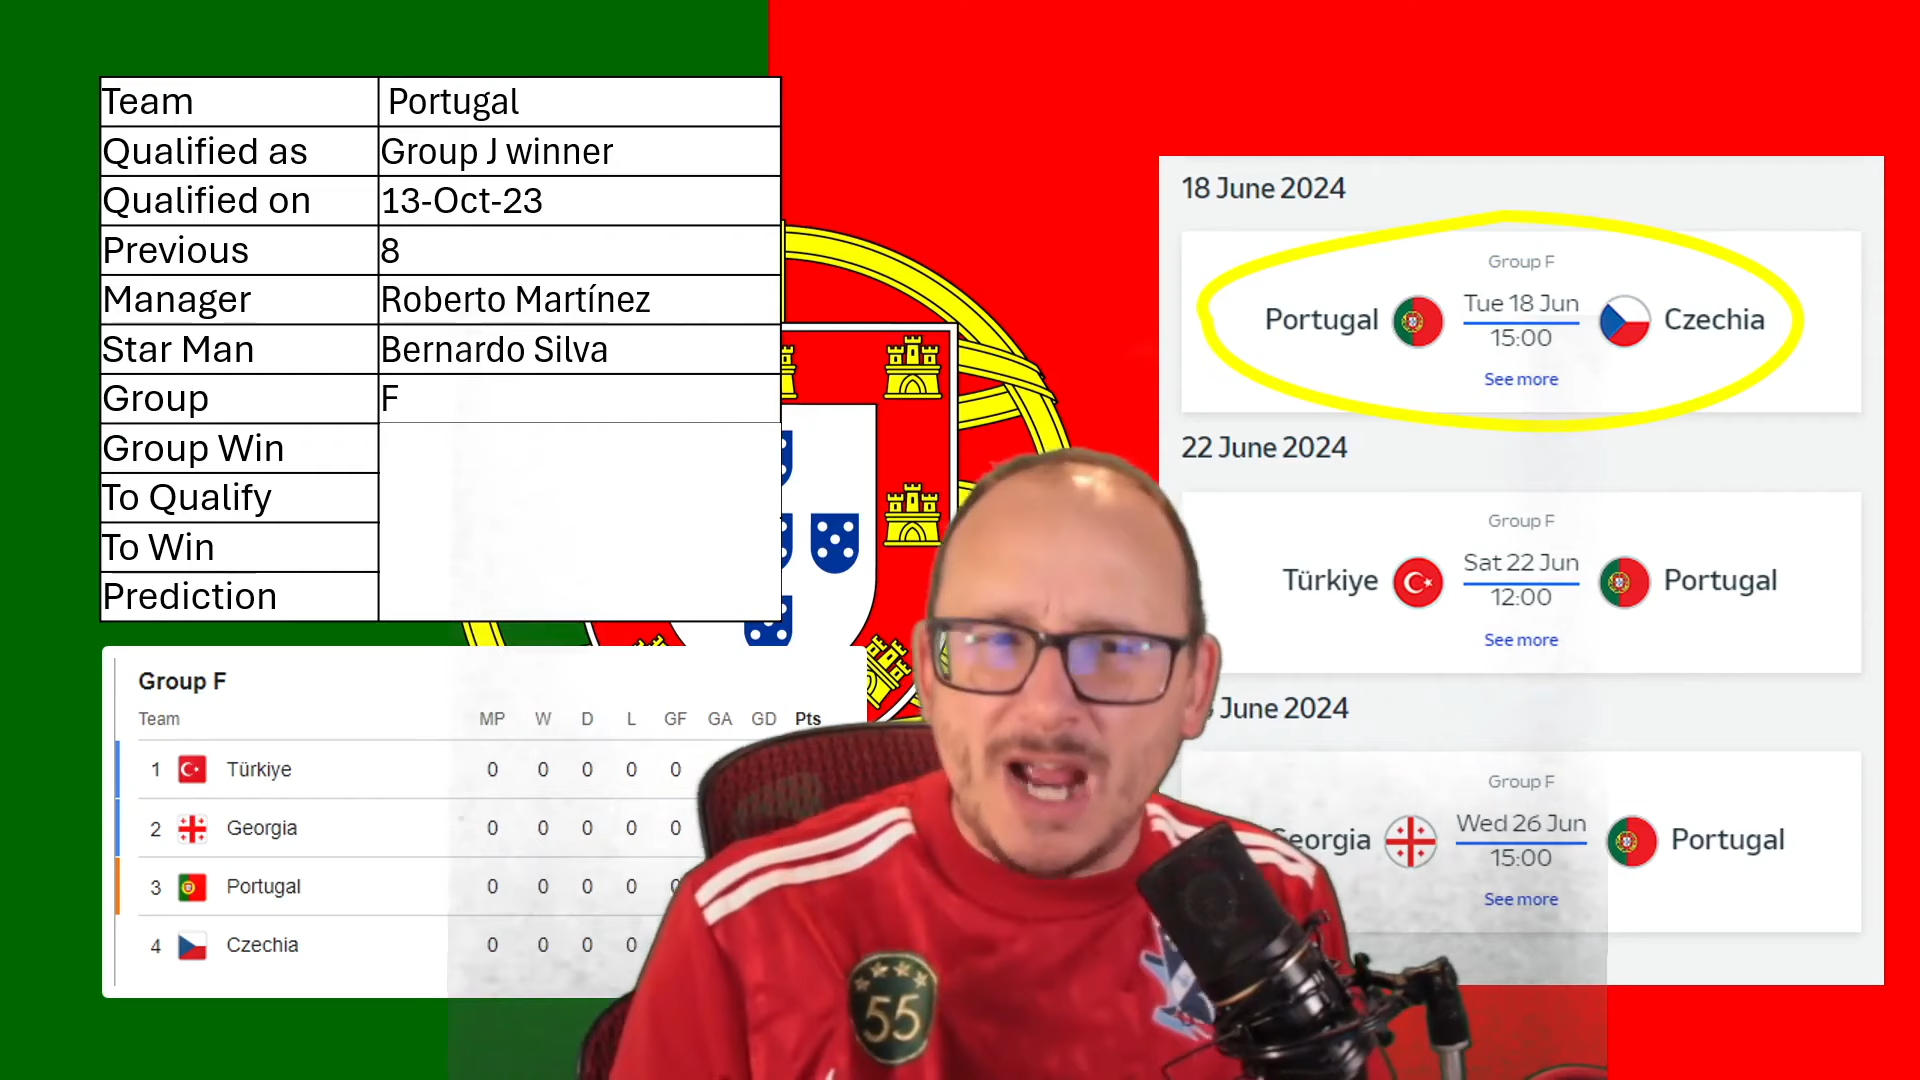 Team Portugal
Qualified as Group J winner
Qualified on 13-Oct-23
Previous 8
Manager Roberto Martínez
Star Man Bernardo Silva
Group F
Group Win
To Qualify
To Win
Prediction
Group F
Team MP W D L GF GA GD Pts
1 Türkiye 0 0 0 0 0
2 Georgia 0 0 0 0 0
3 Portugal 0 0 0 0 0
4 Czechia 0 0 0 0
18 June 2024
Group F
Portugal Tue 18 Jun Czechia
15:00
See more
22 June 2024
Group F
Türkiye Sat 22 Jun Portugal
12:00
See more
June 2024
Group F
Georgia Wed 26 Jun Portugal
15:00
See more
55